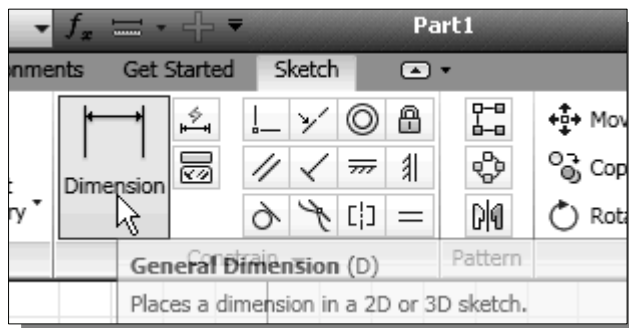 fx Part1
nments Get Started Sketch
Mov
Dimension Cop
ry Rota
Constrain Pattern
General Dimension (D)
Places a dimension in a 2D or 3D sketch.